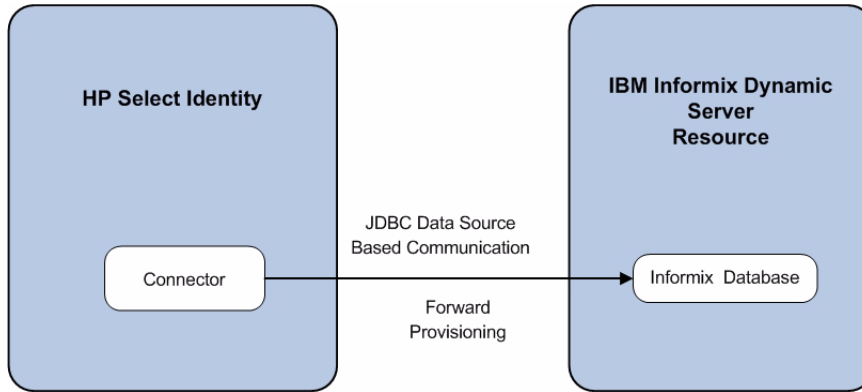 HP Select Identity
IBM Informix Dynamic
Server
Resource
JDBC Data Source
Based Communication
Connector
Informix Database
Forward
Provisioning